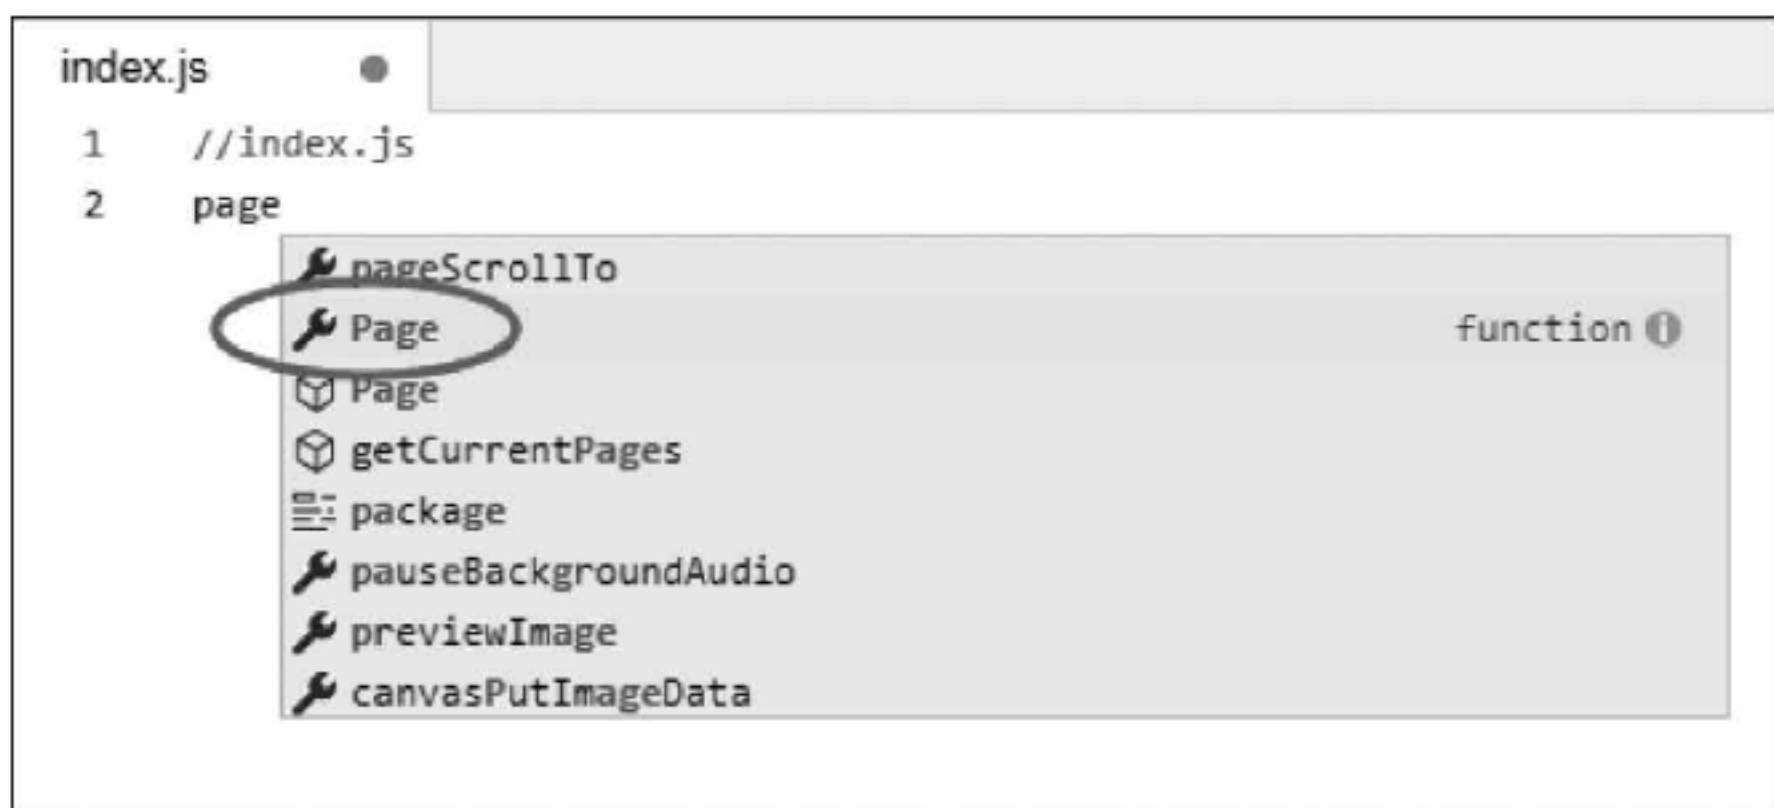 index.js
1 //index.js
2 page
pageScrollTo
Page function
Page
getCurrentPages
package
pauseBackgroundAudio
previewImage
canvasPutImageData